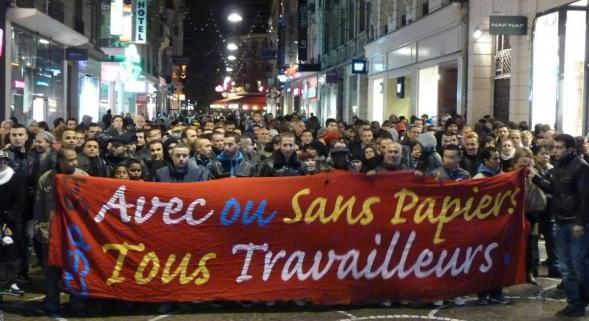 HOTEL
NAF NAF
Avec ou Sans Papiers
Tous Travailleurs.